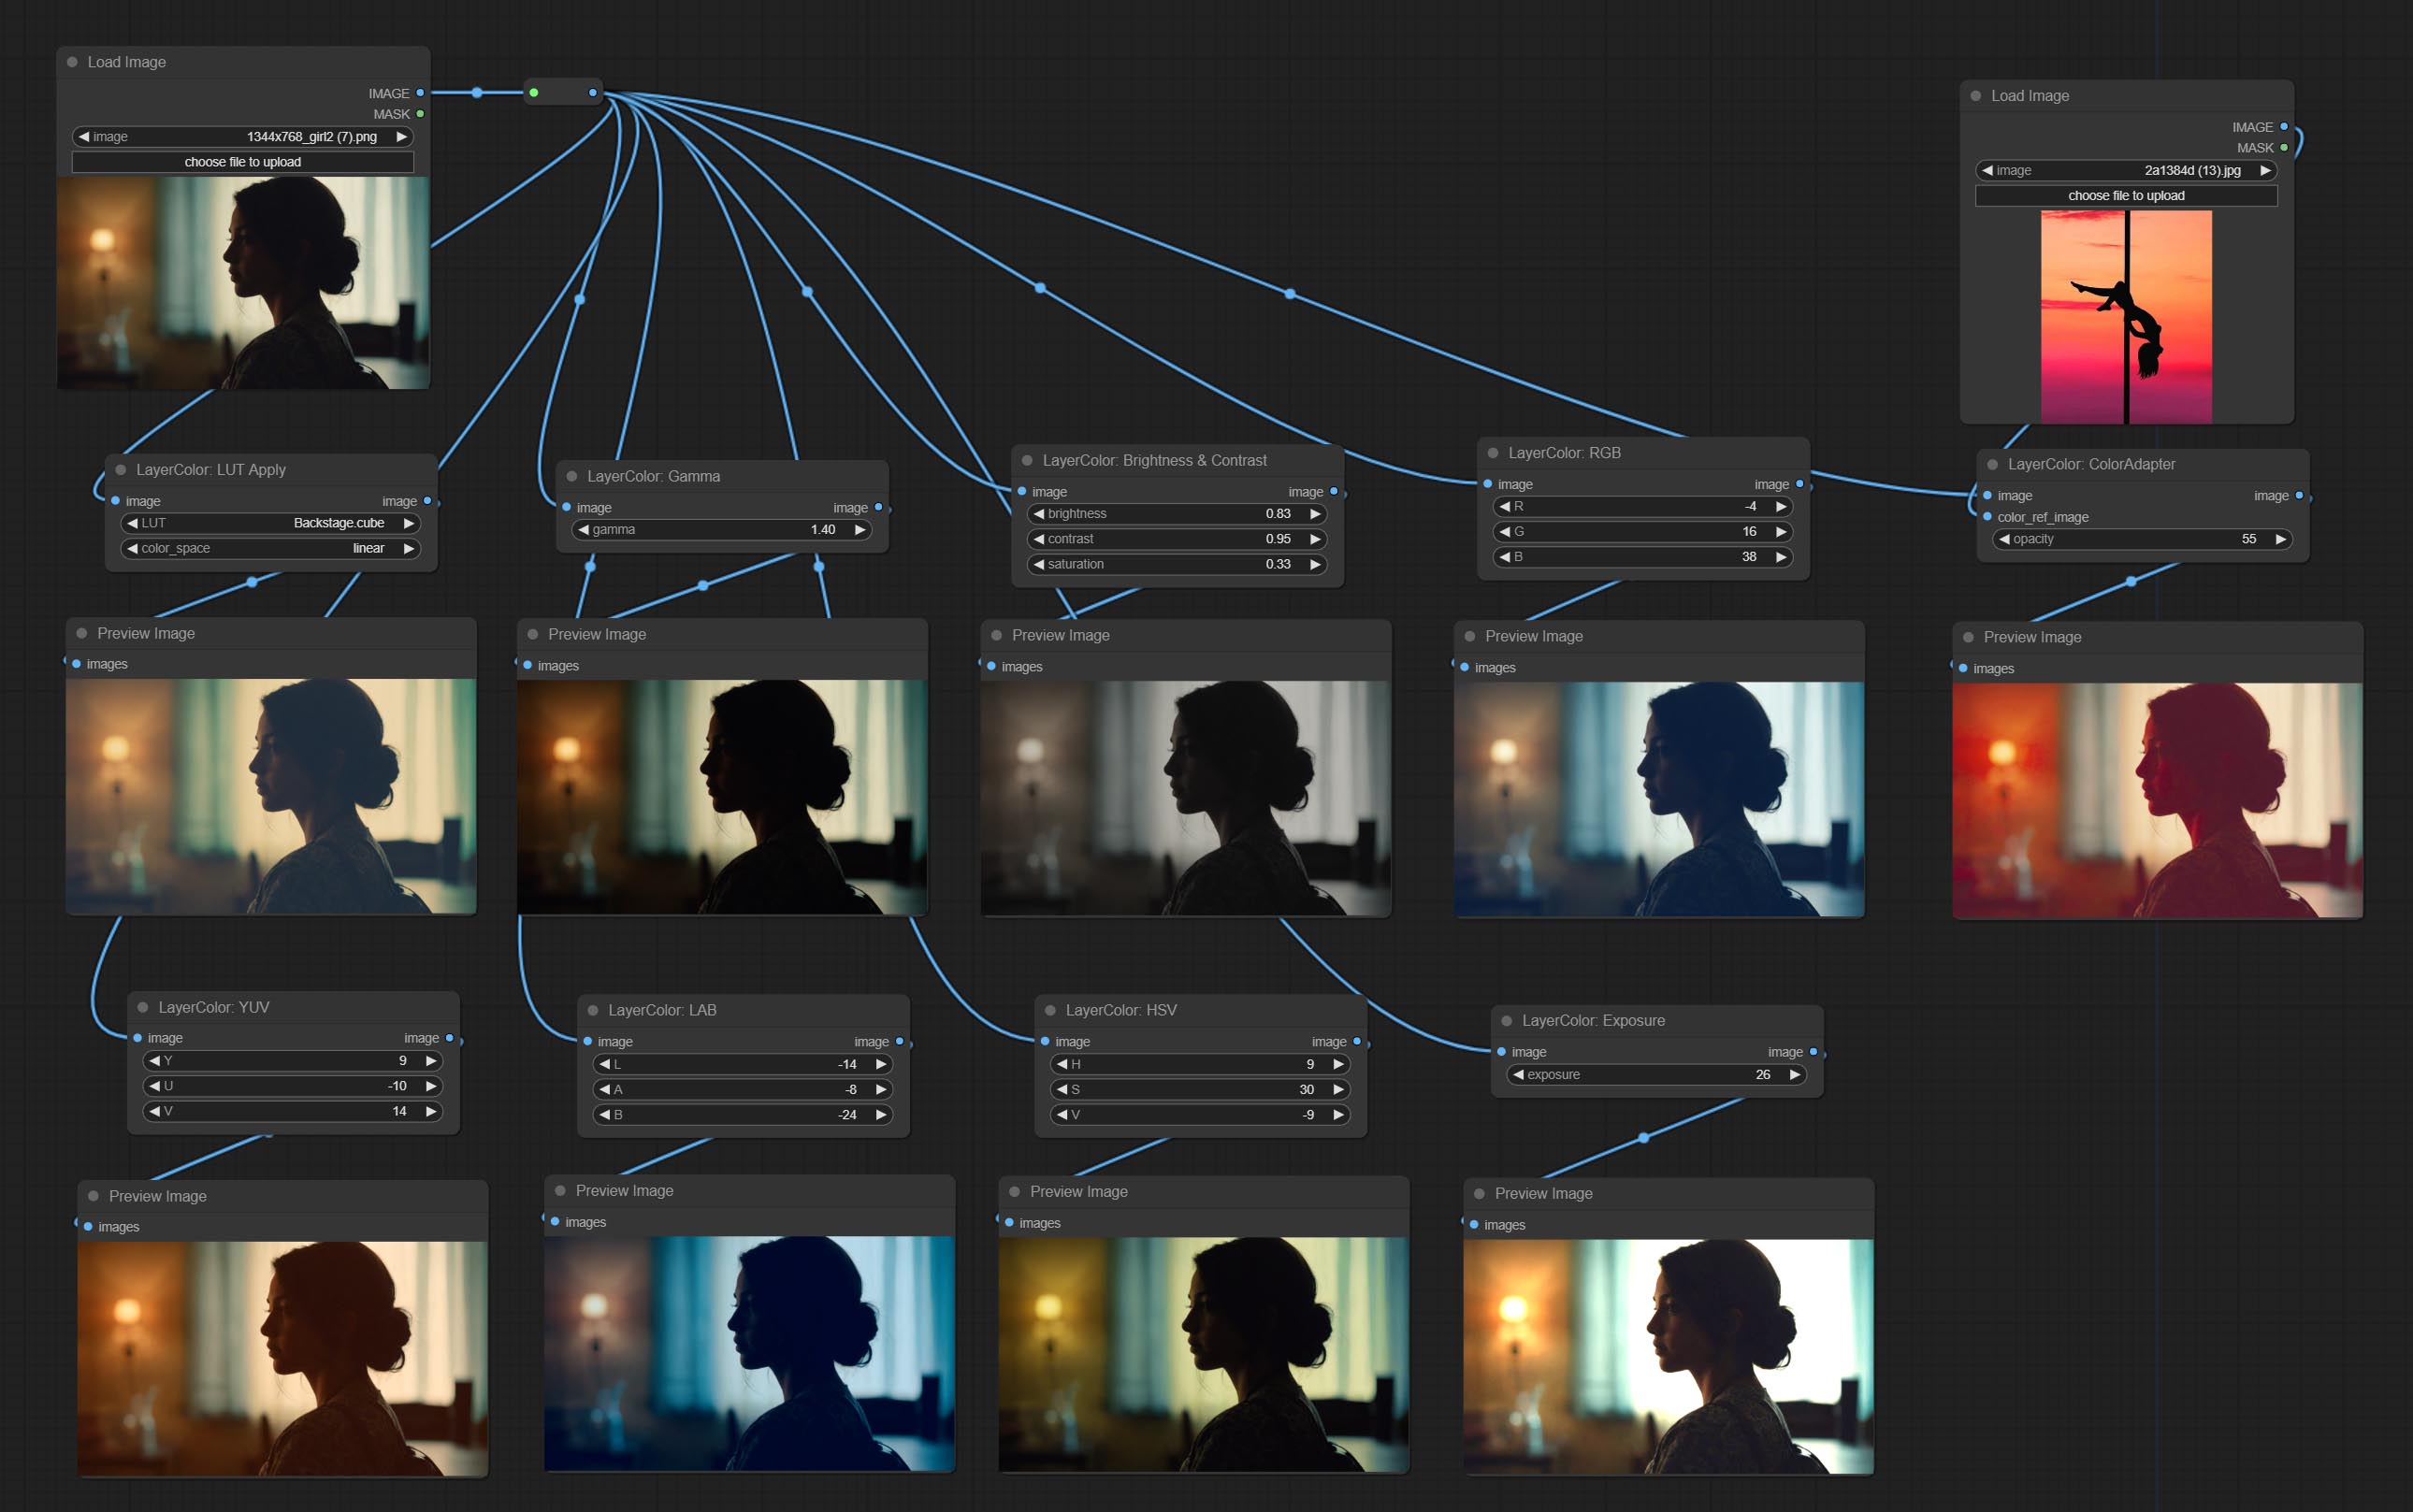 Load Image
IMAGE
MASK
image 1344x768_girl2 (7).png
choose file to upload
Load Image
IMAGE
MASK
image 2a1384d (13).jpg
choose file to upload
LayerColor: LUT Apply
image image
LUT Backstage.cube
color_space linear
LayerColor: Gamma
image image
gamma 1.40
LayerColor: Brightness & Contrast
image image
brightness 0.83
contrast 0.95
saturation 0.33
LayerColor: RGB
image image
R -4
G 16
B 38
LayerColor: ColorAdapter
image image
color_ref_image
opacity 55
Preview Image
images
Preview Image
images
Preview Image
images
Preview Image
images
Preview Image
images
LayerColor: YUV
image image
Y 9
U -10
V 14
LayerColor: LAB
image image
L -14
A -8
B -24
LayerColor: HSV
image image
H 9
S 30
V -9
LayerColor: Exposure
image image
exposure 26
Preview Image
images
Preview Image
images
Preview Image
images
Preview Image
images